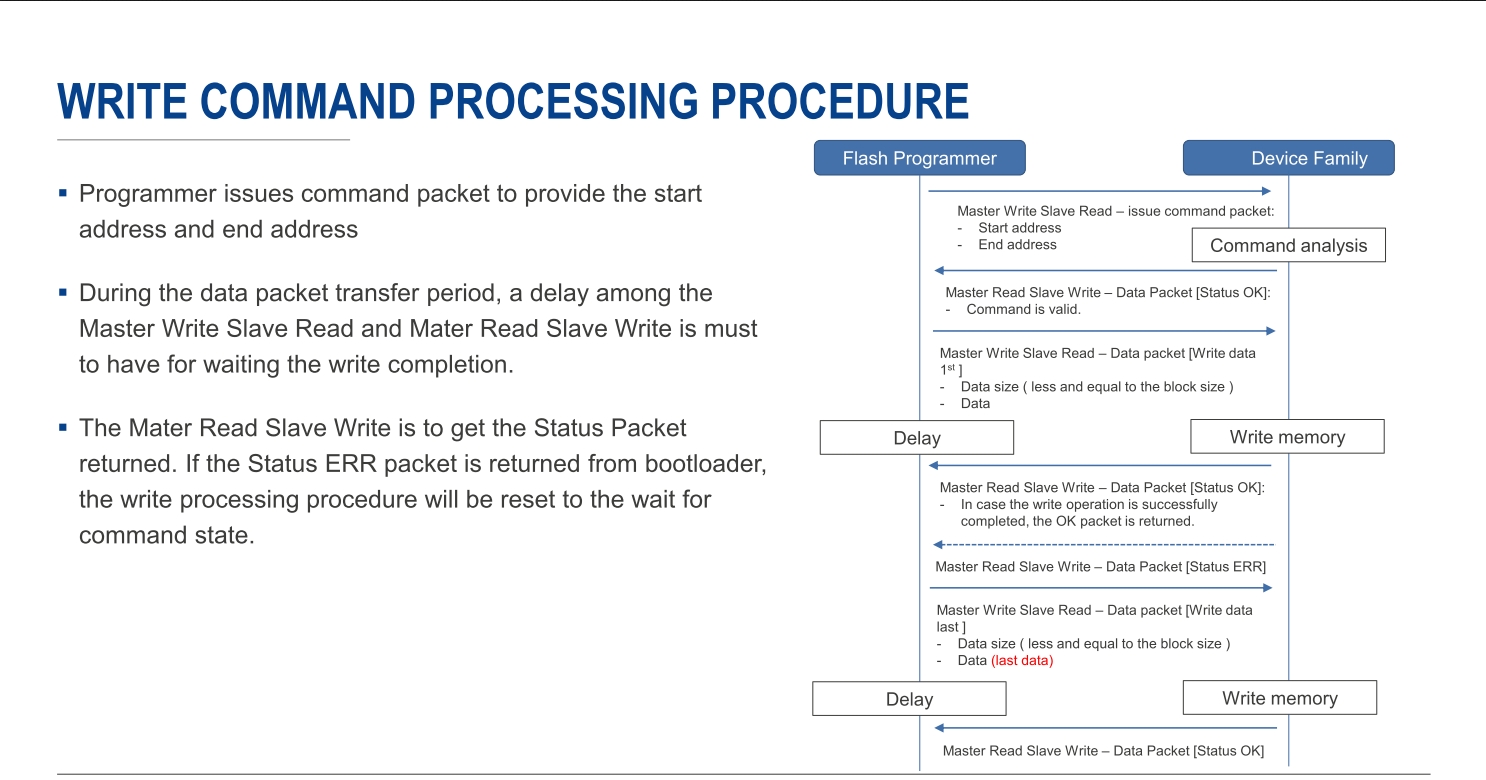 WRITE COMMAND PROCESSING PROCEDURE
▪ Programmer issues command packet to provide the start
address and end address
▪ During the data packet transfer period, a delay among the
Master Write Slave Read and Mater Read Slave Write is must
to have for waiting the write completion.
▪ The Mater Read Slave Write is to get the Status Packet
returned. If the Status ERR packet is returned from bootloader,
the write processing procedure will be reset to the wait for
command state.
Flash Programmer
Device Family
Master Write Slave Read – issue command packet:
- Start address
- End address
Command analysis
Master Read Slave Write – Data Packet [Status OK]:
- Command is valid.
Master Write Slave Read – Data packet [Write data
1st ]
- Data size ( less and equal to the block size )
- Data
Delay
Write memory
Master Read Slave Write – Data Packet [Status OK]:
- In case the write operation is successfully
completed, the OK packet is returned.
Master Read Slave Write – Data Packet [Status ERR]
Master Write Slave Read – Data packet [Write data
last ]
- Data size ( less and equal to the block size )
- Data (last data)
Delay
Write memory
Master Read Slave Write – Data Packet [Status OK]